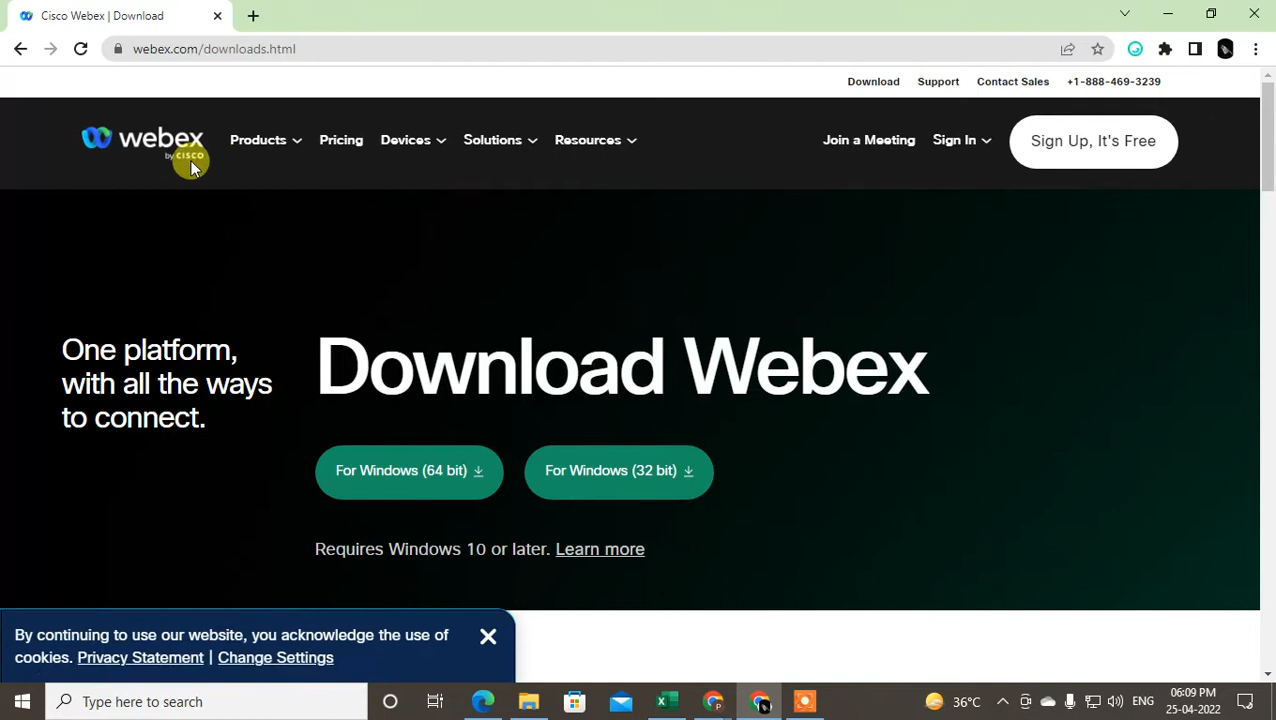 Cisco Webex | Download
webex.com/downloads.html
Download Support Contact Sales +1-888-469-3239
webex
by CISCO
Products Pricing Devices Solutions Resources Join a Meeting Sign In Sign Up, It's Free
One platform,
with all the ways
to connect.
Download Webex
For Windows (64 bit) For Windows (32 bit)
Requires Windows 10 or later. Learn more
By continuing to use our website, you acknowledge the use of
cookies. Privacy Statement | Change Settings
Type here to search
36°C
ENG
06:09 PM
25-04-2022